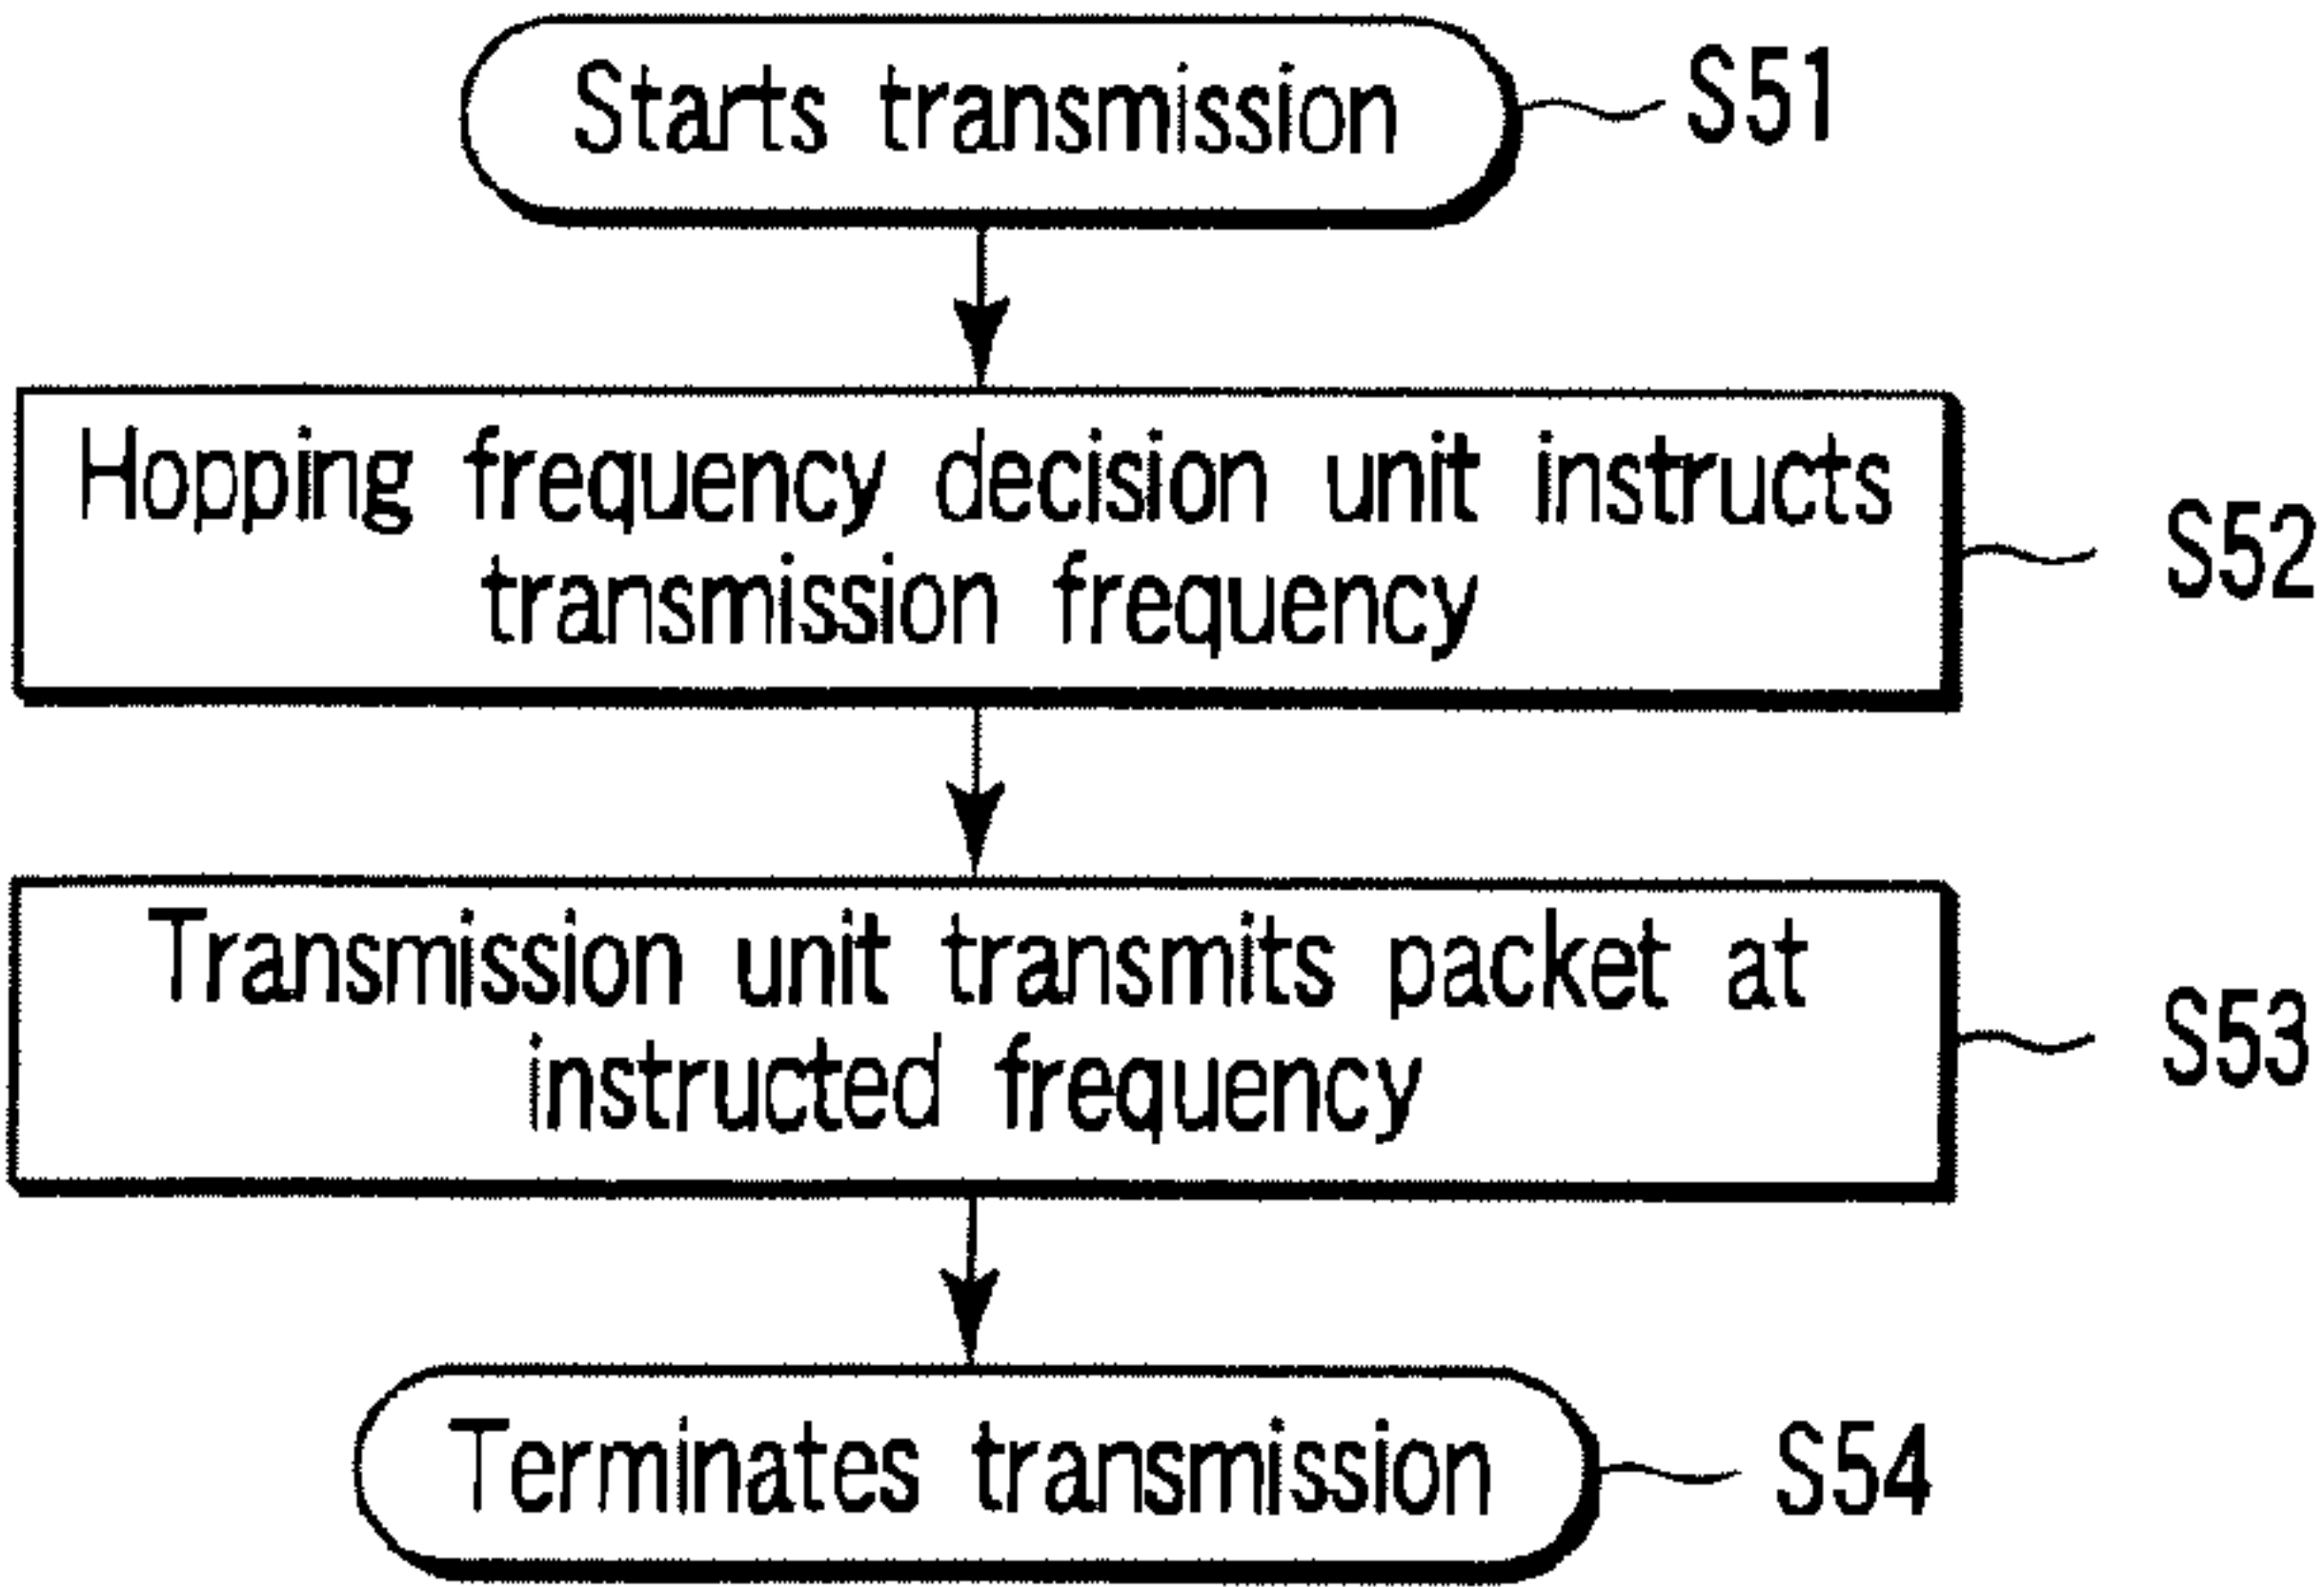 Starts transmission
S51
Hopping frequency decision unit instructs
transmission frequency
S52
Transmission unit transmits packet at
instructed frequency
S53
Terminates transmission
S54